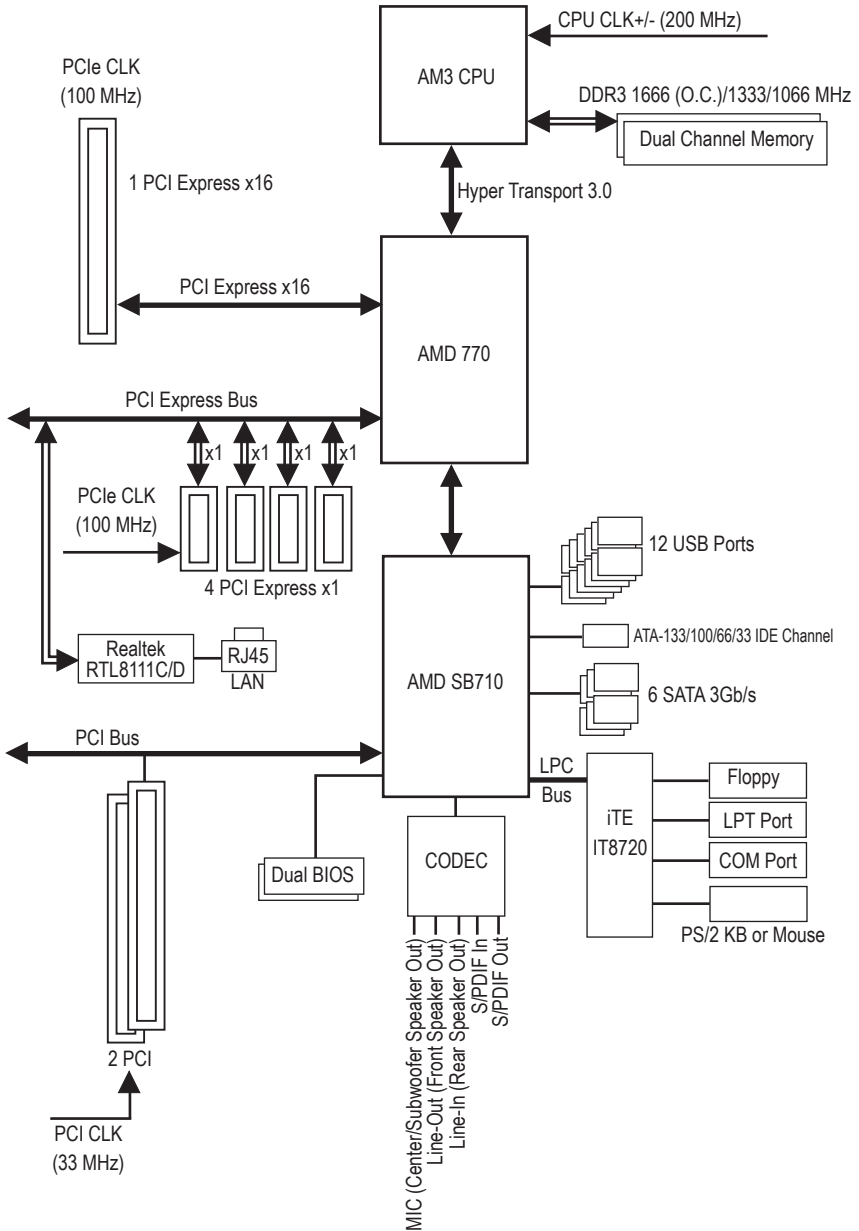 CPU CLK+/- (200 MHz)
AM3 CPU
DDR3 1666 (O.C.)/1333/1066 MHz
Dual Channel Memory
PCIe CLK
(100 MHz)
1 PCI Express x16
Hyper Transport 3.0
PCI Express x16
AMD 770
PCI Express Bus
x1
x1
x1
x1
PCIe CLK
(100 MHz)
4 PCI Express x1
12 USB Ports
ATA-133/100/66/33 IDE Channel
Realtek
RTL8111C/D
RJ45
LAN
AMD SB710
6 SATA 3Gb/s
PCI Bus
LPC
Bus
iTE
IT8720
Floppy
LPT Port
COM Port
PS/2 KB or Mouse
Dual BIOS
CODEC
MIC (Center/Subwoofer Speaker Out)
Line-Out (Front Speaker Out)
Line-In (Rear Speaker Out)
S/PDIF In
S/PDIF Out
2 PCI
PCI CLK
(33 MHz)